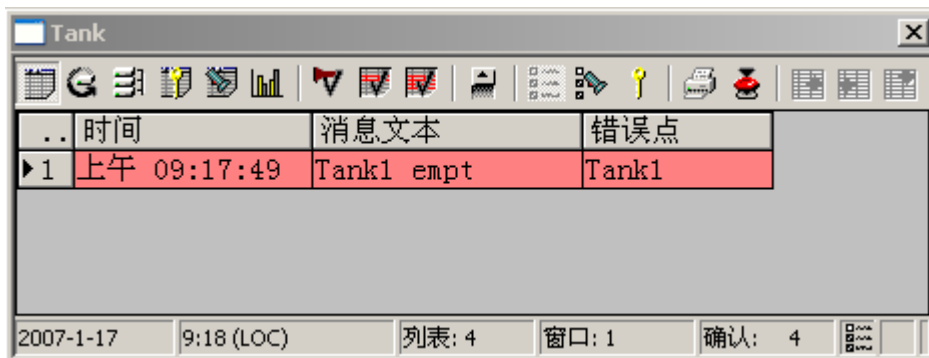 Tank
.. 时间 消息文本 错误点
1 上午 09:17:49 Tank1 empt Tank1
2007-1-17 9:18 (LOC) 列表: 4 窗口: 1 确认: 4